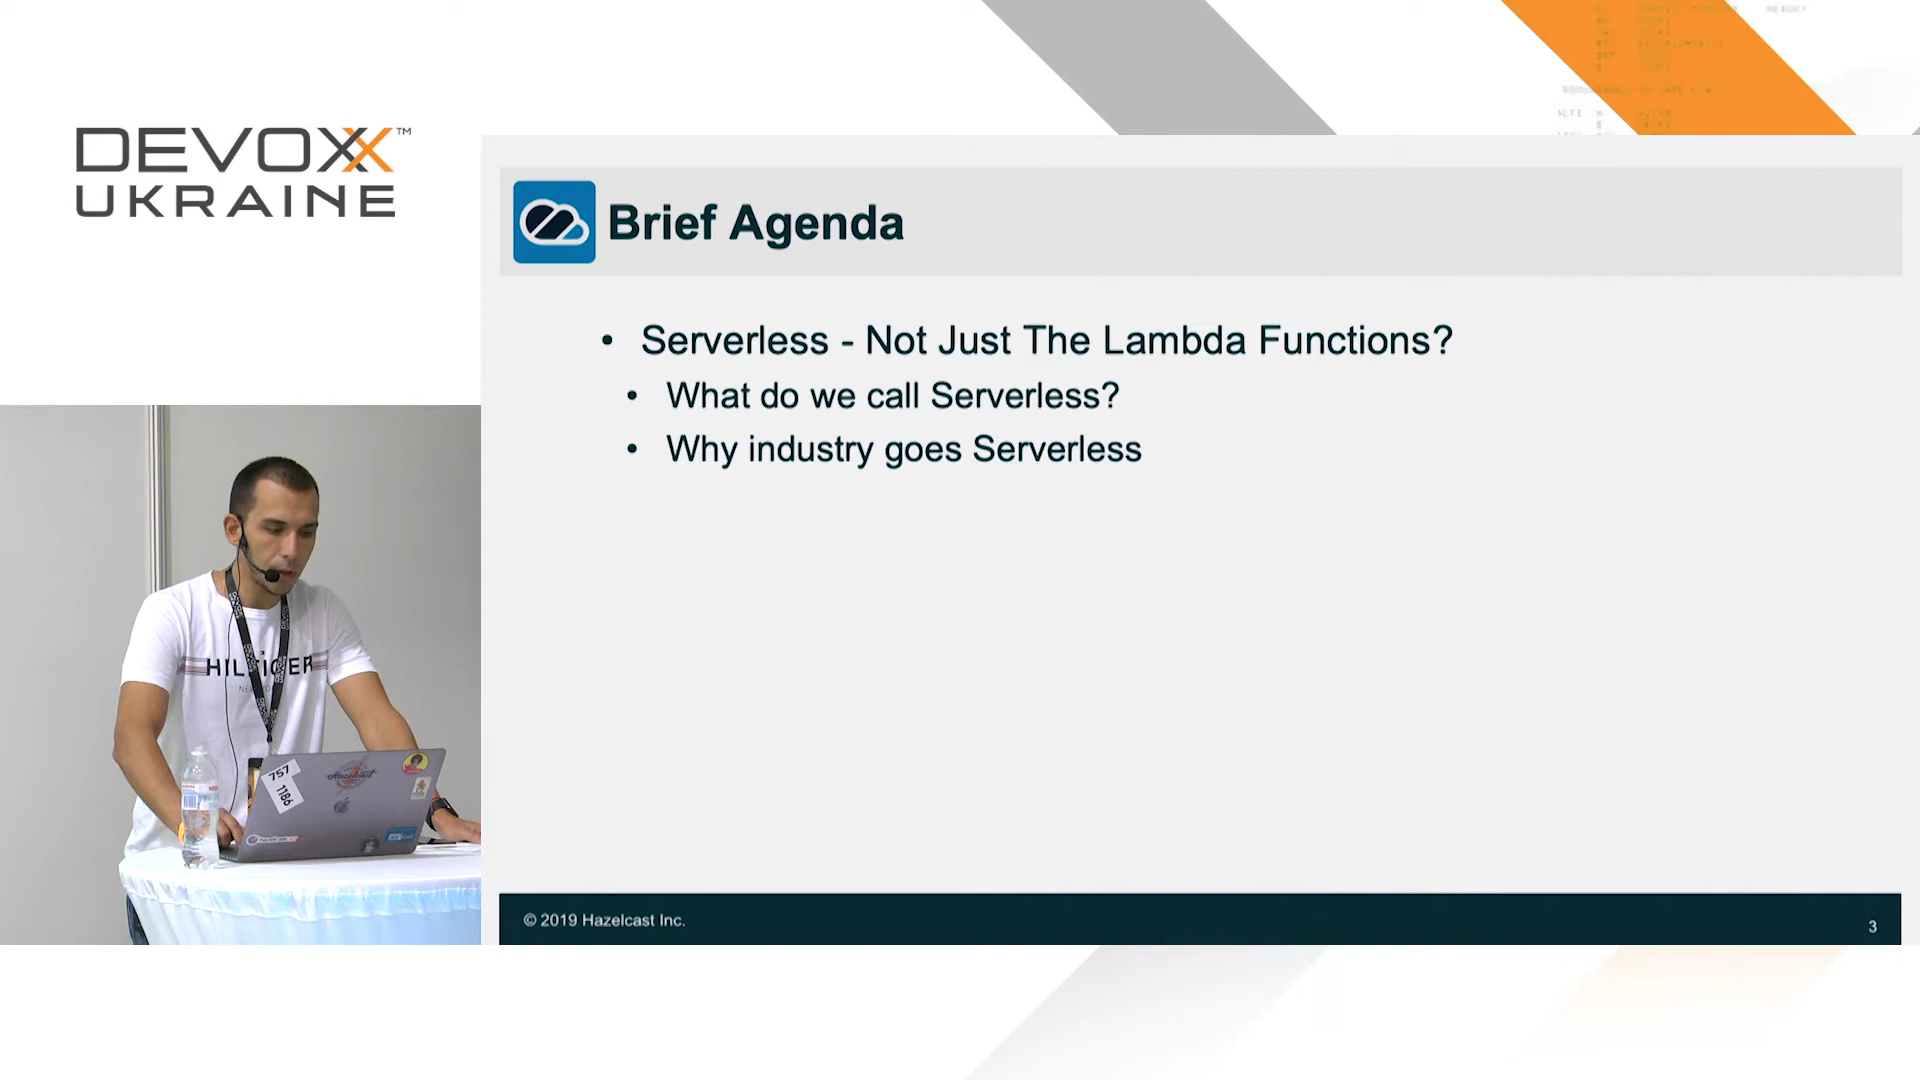 DEVOXX™
UKRAINE
Brief Agenda
• Serverless - Not Just The Lambda Functions?
• What do we call Serverless?
• Why industry goes Serverless
HILFIGER
757
1186
Hazelcast
© 2019 Hazelcast Inc.
3